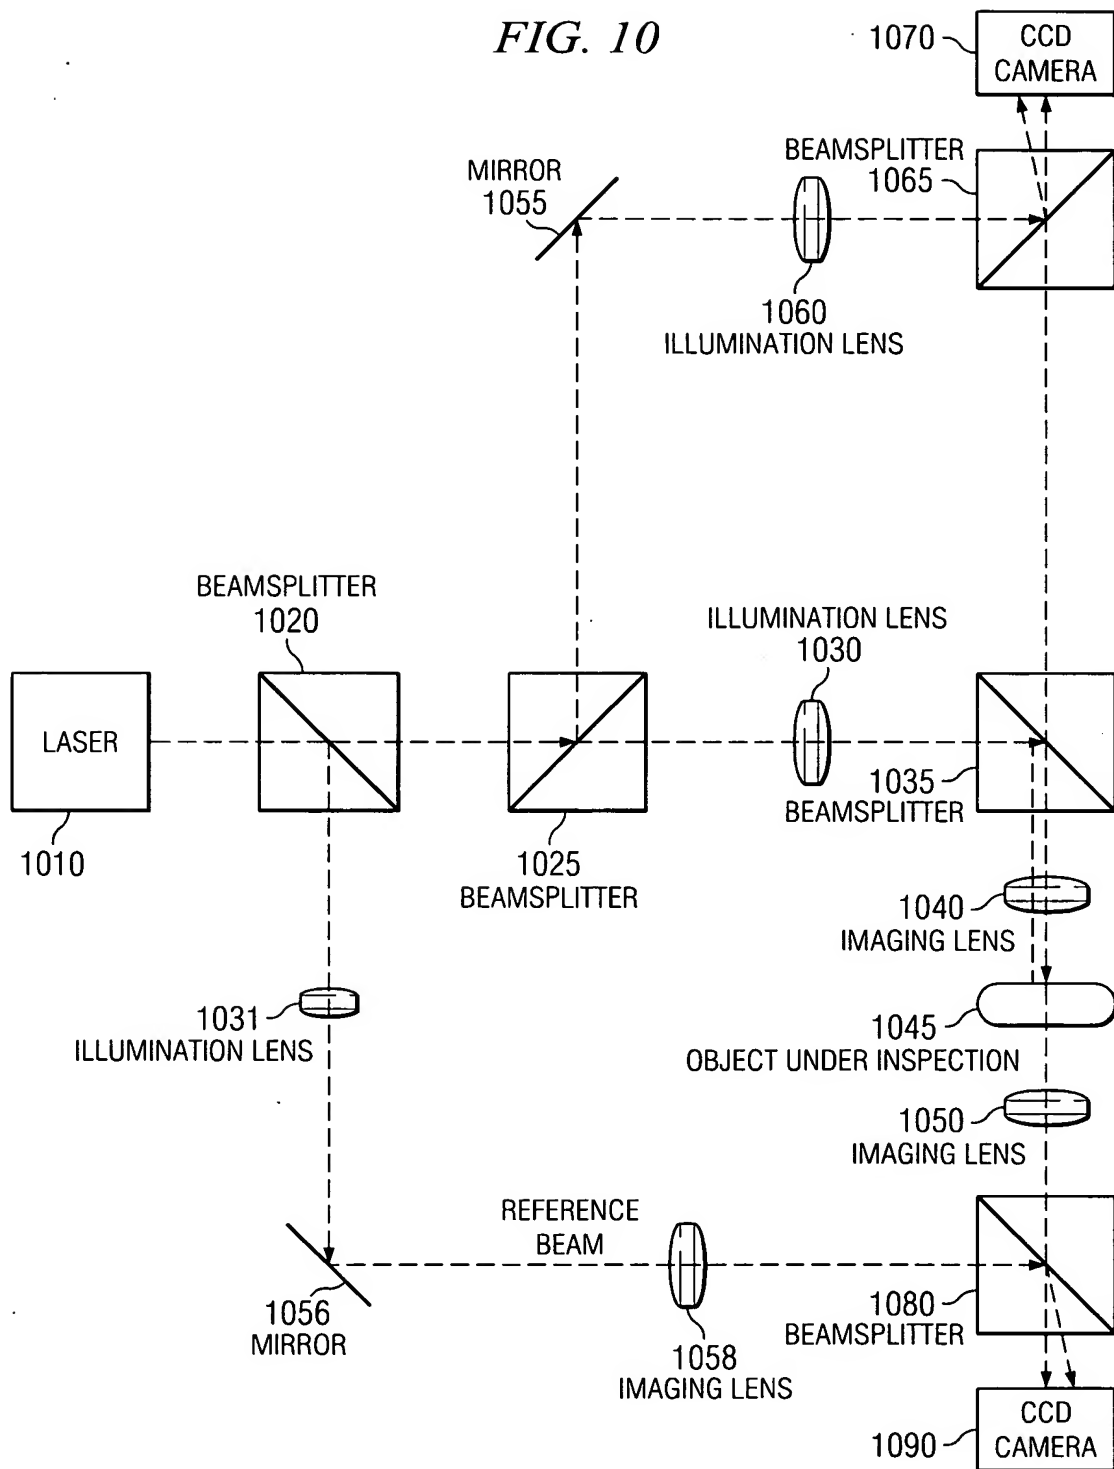 FIG. 10
1070
CCD
CAMERA
BEAMSPLITTER
1065
MIRROR
1055
1060
ILLUMINATION LENS
BEAMSPLITTER
1020
ILLUMINATION LENS
1030
LASER
1010
1025
BEAMSPLITTER
1035
BEAMSPLITTER
1040
IMAGING LENS
1031
ILLUMINATION LENS
1045
OBJECT UNDER INSPECTION
1050
IMAGING LENS
REFERENCE
BEAM
1056
MIRROR
1058
IMAGING LENS
1080
BEAMSPLITTER
1090
CCD
CAMERA